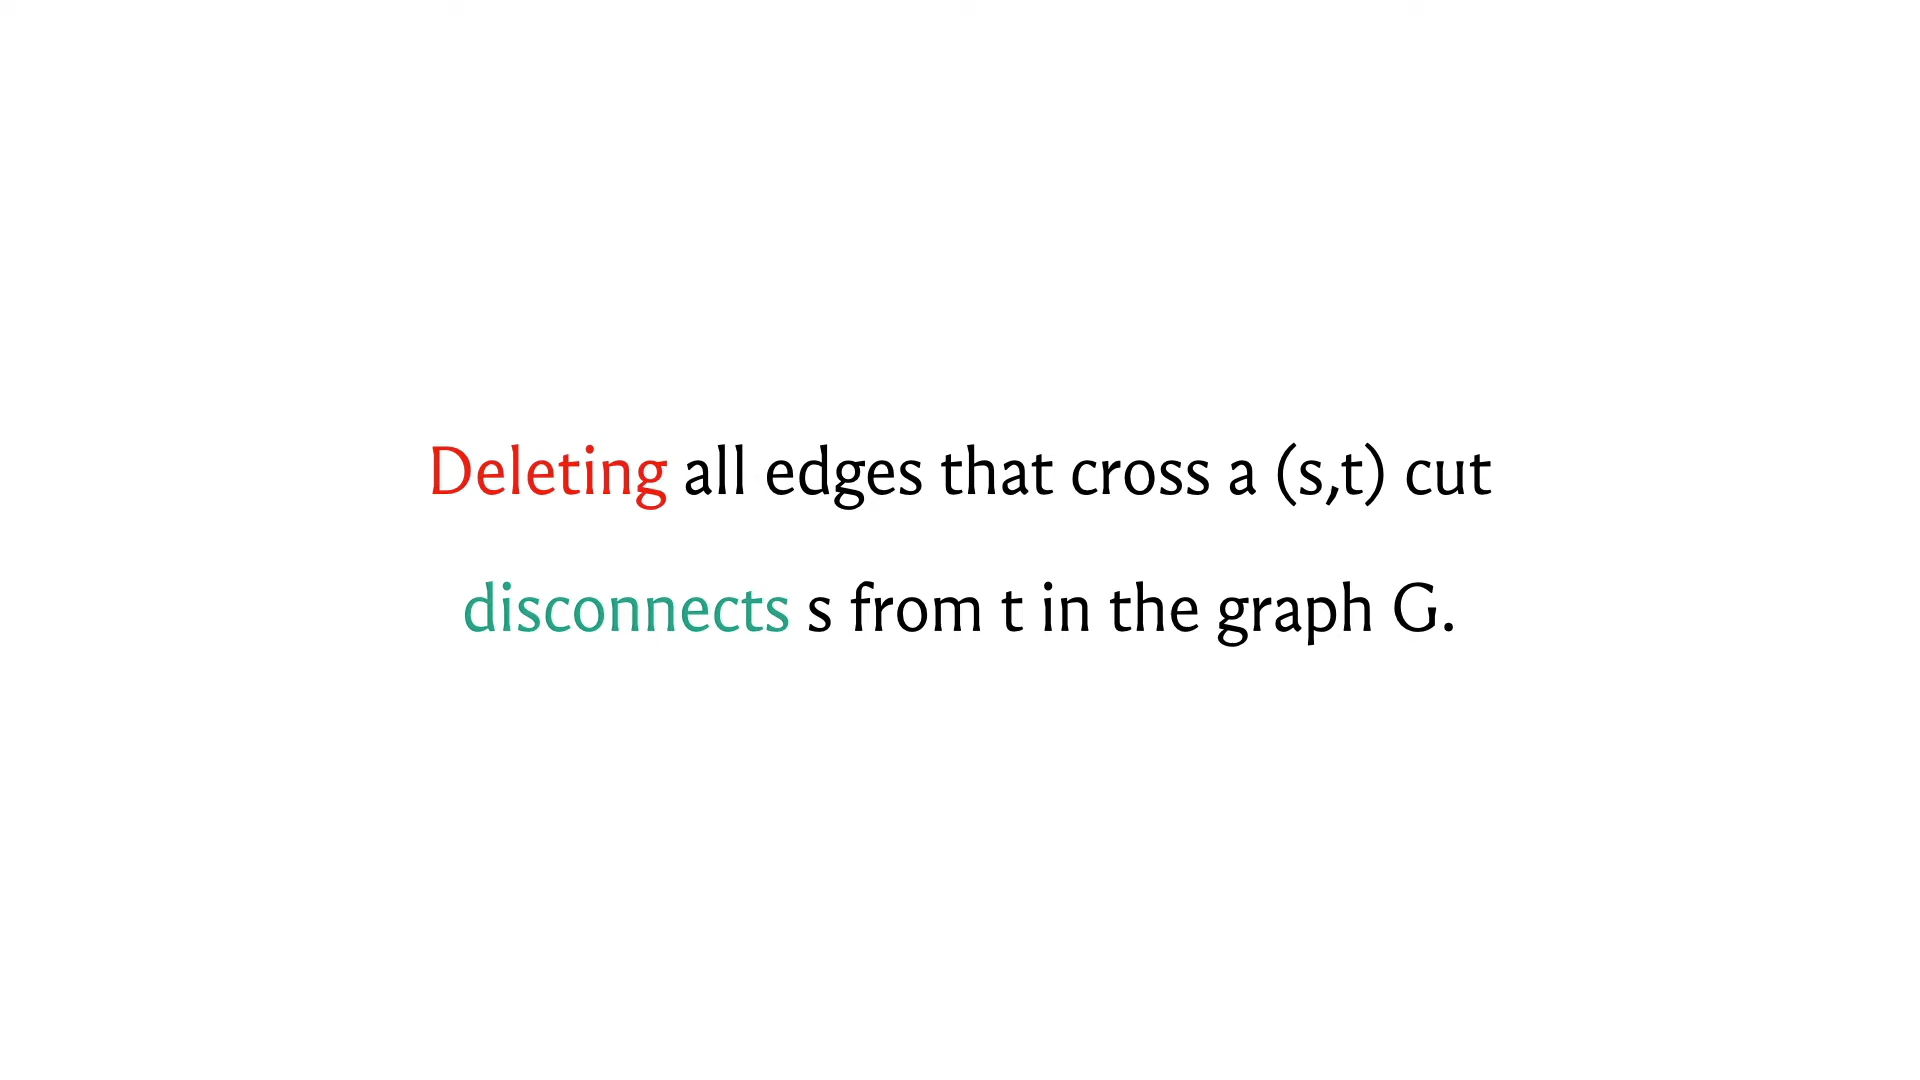 Deleting all edges that cross a (s,t) cut
disconnects s from t in the graph G.